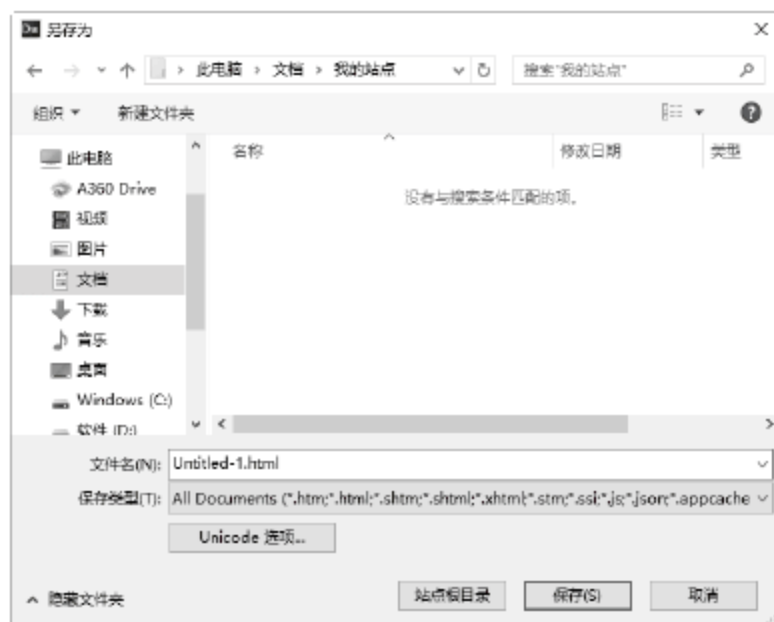 Dw 另存为
此电脑 > 文档 > 我的站点 搜索"我的站点"
组织 新建文件夹
名称 修改日期 类型
没有与搜索条件匹配的项。
此电脑
A360 Drive
视频
图片
文档
下载
音乐
桌面
Windows (C:)
软件 (D:)
文件名(N): Untitled-1.html
保存类型(T): All Documents (*.htm;*.html;*.shtm;*.shtml;*.xhtml;*.stm;*.ssi;*.js;*.json;*.appcache
Unicode 选项...
隐藏文件夹 站点根目录 保存(S) 取消